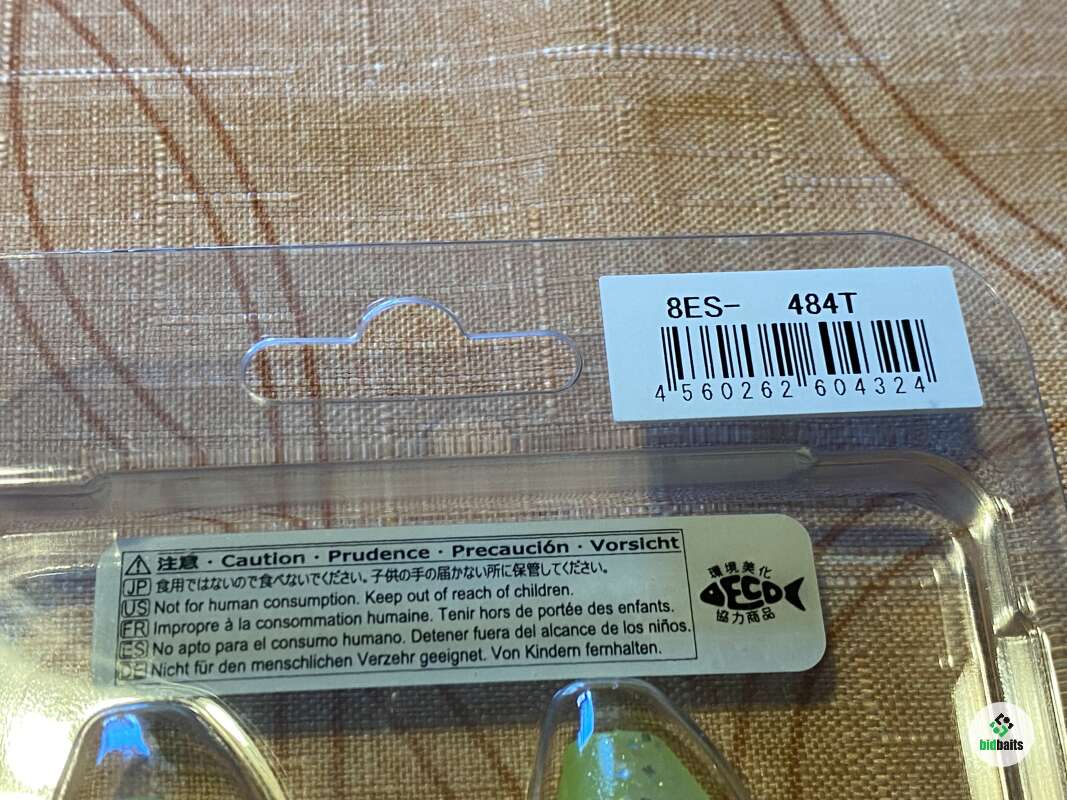 8ES- 484T
4 560262 604324
注意 · Caution · Prudence · Precaución · Vorsicht
JP 食用ではないので食べないでください。子供の手の届かない所に保管してください。
US Not for human consumption. Keep out of reach of children.
FR Impropre à la consommation humaine. Tenir hors de portée des enfants.
ES No apto para el consumo humano. Detener fuera del alcance de los niños.
DE Nicht für den menschlichen Verzehr geeignet. Von Kindern fernhalten.
環境美化
ECO
協力商品
bidbaits